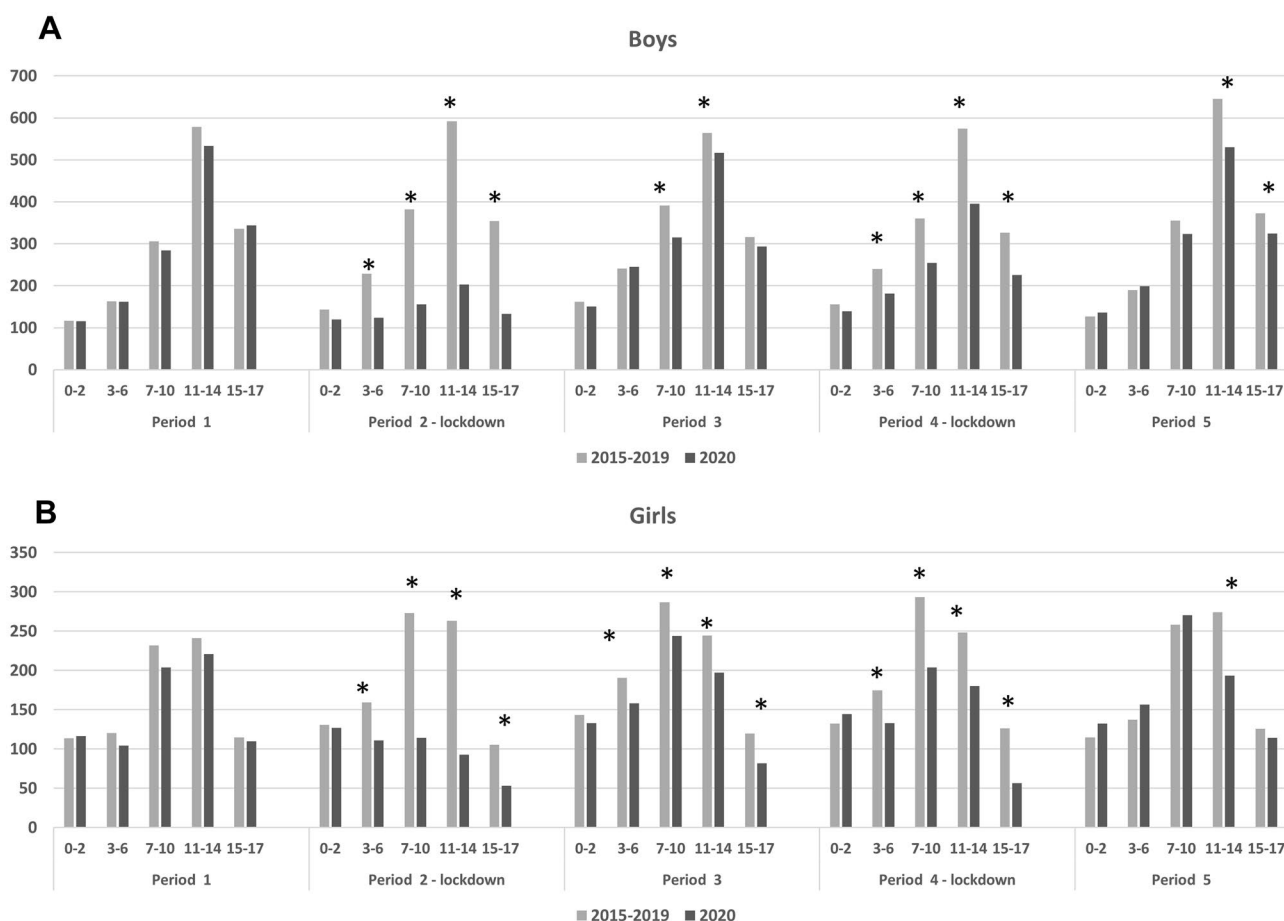 A
Boys
700
600
500
400
300
200
100
0
* * * * * * * * * * * *
0-2 3-6 7-10 11-14 15-17 0-2 3-6 7-10 11-14 15-17 0-2 3-6 7-10 11-14 15-17 0-2 3-6 7-10 11-14 15-17 0-2 3-6 7-10 11-14 15-17
Period 1 Period 2 - lockdown Period 3 Period 4 - lockdown Period 5
2015-2019 2020
B
Girls
350
300
250
200
150
100
50
0
* * * * * * * * * * * * *
0-2 3-6 7-10 11-14 15-17 0-2 3-6 7-10 11-14 15-17 0-2 3-6 7-10 11-14 15-17 0-2 3-6 7-10 11-14 15-17 0-2 3-6 7-10 11-14 15-17
Period 1 Period 2 - lockdown Period 3 Period 4 - lockdown Period 5
2015-2019 2020